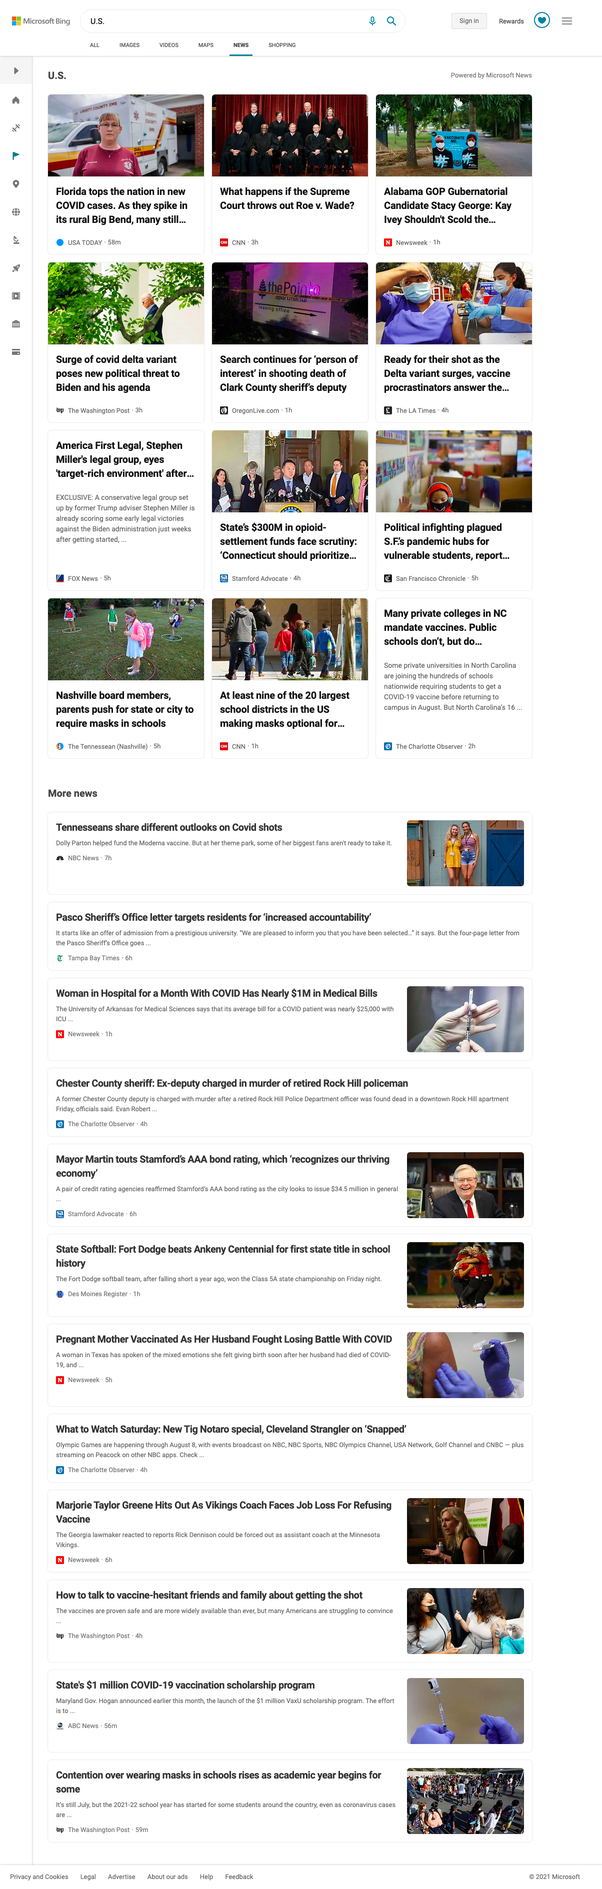 Microsoft Bing
U.S.
Sign in
Rewards
ALL
IMAGES
VIDEOS
MAPS
NEWS
SHOPPING
U.S.
Powered by Microsoft News
Florida tops the nation in new
COVID cases. As they spike in
its rural Big Bend, many still...
USA TODAY · 58m
What happens if the Supreme
Court throws out Roe v. Wade?
CNN · 3h
Alabama GOP Gubernatorial
Candidate Stacy George: Kay
Ivey Shouldn't Scold the...
Newsweek · 1h
Surge of covid delta variant
poses new political threat to
Biden and his agenda
The Washington Post · 3h
the Pointe
Search continues for 'person of
interest' in shooting death of
Clark County sheriff's deputy
OregonLive.com · 1h
Ready for their shot as the
Delta variant surges, vaccine
procrastinators answer the...
The LA Times · 4h
America First Legal, Stephen
Miller's legal group, eyes
'target-rich environment' after...
EXCLUSIVE: A conservative legal group set
up by former Trump adviser Stephen Miller is
already scoring some early legal victories
against the Biden administration just weeks
after getting started, ...
FOX News · 5h
State's $300M in opioid-
settlement funds face scrutiny:
'Connecticut should prioritize...
Stamford Advocate · 4h
Political infighting plagued
S.F.'s pandemic hubs for
vulnerable students, report...
San Francisco Chronicle · 5h
Nashville board members,
parents push for state or city to
require masks in schools
The Tennessean (Nashville) · 5h
At least nine of the 20 largest
school districts in the US
making masks optional for...
CNN · 1h
Many private colleges in NC
mandate vaccines. Public
schools don't, but do...
Some private universities in North Carolina
are joining the hundreds of schools
nationwide requiring students to get a
COVID-19 vaccine before returning to
campus in August. But North Carolina's 16 ...
The Charlotte Observer · 2h
More news
Tennesseans share different outlooks on Covid shots
Dolly Parton helped fund the Moderna vaccine. But at her theme park, some of her biggest fans aren't ready to take it.
NBC News · 7h
Pasco Sheriff's Office letter targets residents for 'increased accountability'
It starts like an offer of admission from a prestigious university. "We are pleased to inform you that you have been selected..." it says. But the four-page letter from
the Pasco Sheriff's Office goes ...
Tampa Bay Times · 6h
Woman in Hospital for a Month With COVID Has Nearly $1M in Medical Bills
The University of Arkansas for Medical Sciences says that its average bill for a COVID patient was nearly $25,000 with
ICU ...
Newsweek · 1h
Chester County sheriff: Ex-deputy charged in murder of retired Rock Hill policeman
A former Chester County deputy is charged with murder after a retired Rock Hill Police Department officer was found dead in a downtown Rock Hill apartment
Friday, officials said. Evan Robert ...
The Charlotte Observer · 4h
Mayor Martin touts Stamford's AAA bond rating, which 'recognizes our thriving
economy'
A pair of credit rating agencies reaffirmed Stamford's AAA bond rating as the city looks to issue $34.5 million in general
...
Stamford Advocate · 6h
State Softball: Fort Dodge beats Ankeny Centennial for first state title in school
history
The Fort Dodge softball team, after falling short a year ago, won the Class 5A state championship on Friday night.
Des Moines Register · 1h
Pregnant Mother Vaccinated As Her Husband Fought Losing Battle With COVID
A woman in Texas has spoken of the mixed emotions she felt giving birth soon after her husband had died of COVID-
19, and ...
Newsweek · 5h
What to Watch Saturday: New Tig Notaro special, Cleveland Strangler on 'Snapped'
Olympic Games are happening through August 8, with events broadcast on NBC, NBC Sports, NBC Olympics Channel, USA Network, Golf Channel and CNBC — plus
streaming on Peacock on other NBC apps. Check ...
The Charlotte Observer · 4h
Marjorie Taylor Greene Hits Out As Vikings Coach Faces Job Loss For Refusing
Vaccine
The Georgia lawmaker reacted to reports Rick Dennison could be forced out as assistant coach at the Minnesota
Vikings.
Newsweek · 6h
How to talk to vaccine-hesitant friends and family about getting the shot
The vaccines are proven safe and are more widely available than ever, but many Americans are struggling to convince
...
The Washington Post · 4h
State's $1 million COVID-19 vaccination scholarship program
Maryland Gov. Hogan announced earlier this month, the launch of the $1 million VaxU scholarship program. The effort
is to ...
ABC News · 56m
Contention over wearing masks in schools rises as academic year begins for
some
It's still July, but the 2021-22 school year has started for some students around the country, even as coronavirus cases
are ...
The Washington Post · 59m
Privacy and Cookies
Legal
Advertise
About our ads
Help
Feedback
© 2021 Microsoft